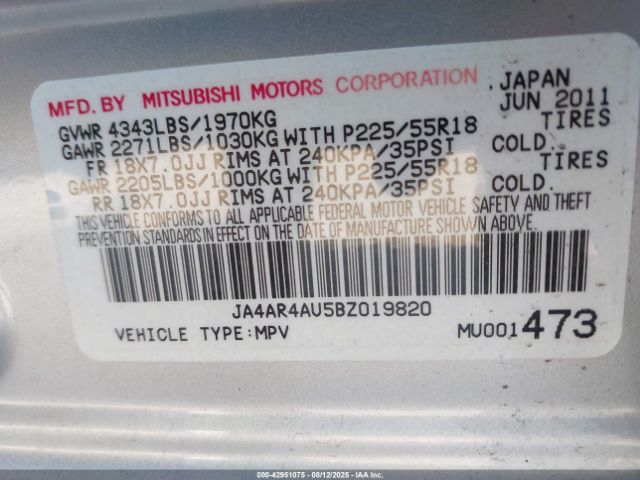 MFD. BY MITSUBISHI MOTORS CORPORATION, JAPAN
GVWR 4343LBS/1970KG JUN 2011
GAWR 2271LBS/1030KG WITH P225/55R18 TIRES
FR 18X7.0JJ RIMS AT 240KPA/35PSI COLD.
GAWR 2205LBS/1000KG WITH P225/55R18 TIRES
RR 18X7.0JJ RIMS AT 240KPA/35PSI COLD.
THIS VEHICLE CONFORMS TO ALL APPLICABLE FEDERAL MOTOR VEHICLE SAFETY AND THEFT
PREVENTION STANDARDS IN EFFECT ON THE DATE OF MANUFACTURE SHOWN ABOVE.
JA4AR4AU5BZ019820
VEHICLE TYPE:MPV MU001473
000-42951075 - 08/12/2025 - IAA Inc.